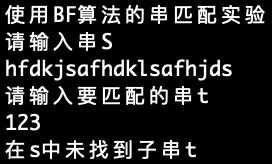 使用BF算法的串匹配实验
请输入串S
hfdkjsafhdklsafhjds
请输入要匹配的串t
123
在s中未找到子串t